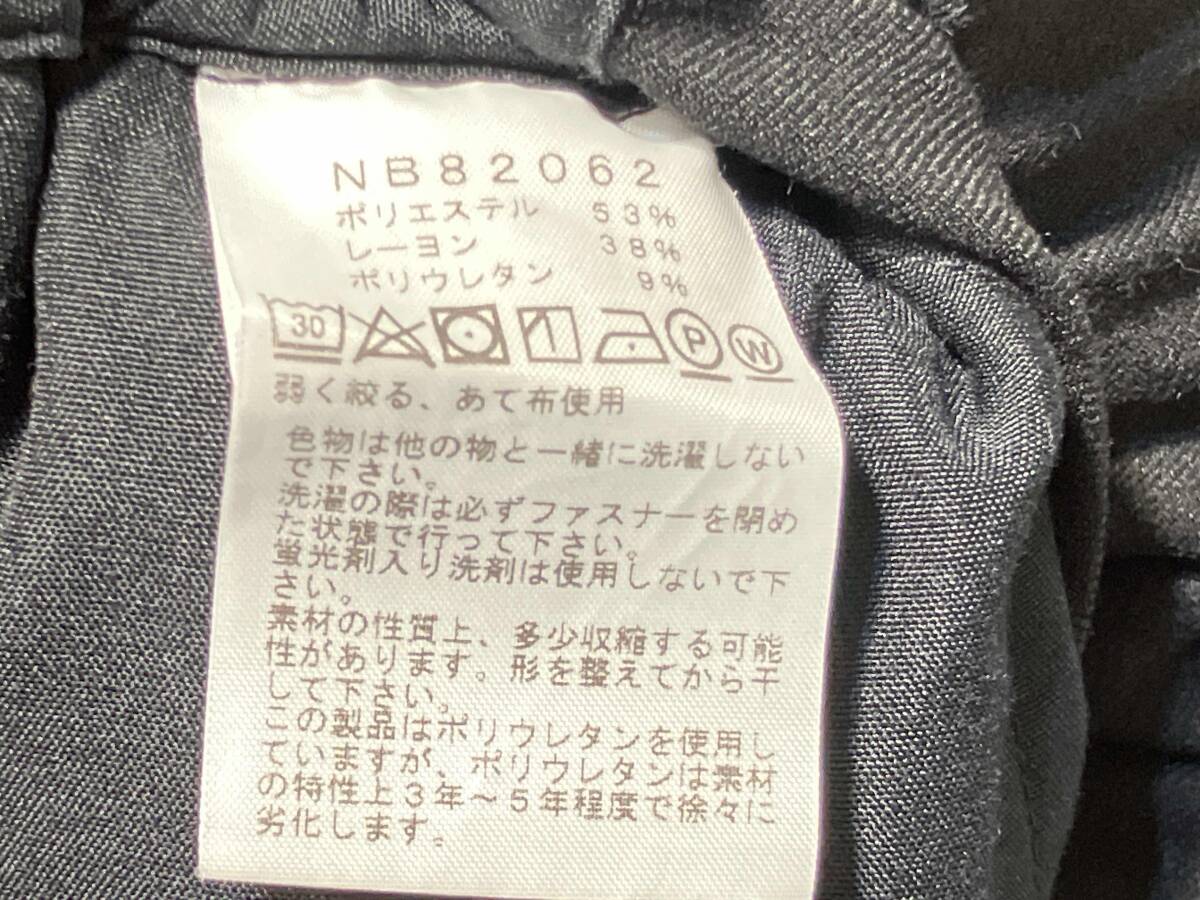 NB82062
ポリエステル 53%
レーヨン 38%
ポリウレタン 9%
30 P W
弱く絞る、あて布使用
色物は他の物と一緒に洗濯しない
で下さい。
洗濯の際は必ずファスナーを閉め
た状態で行って下さい。
蛍光剤入り洗剤は使用しないで下
さい。
素材の性質上、多少収縮する可能
性があります。形を整えてから干
して下さい。
この製品はポリウレタンを使用し
ていますが、ポリウレタンは素材
の特性上3年～5年程度で徐々に
劣化します。